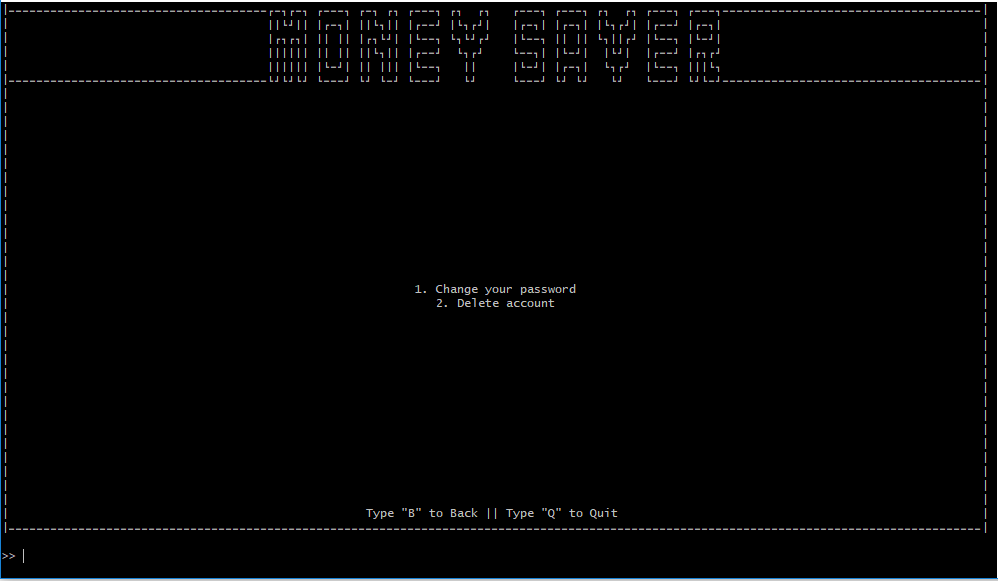 MONEY SAVER
1. Change your password
2. Delete account
Type "B" to Back || Type "Q" to Quit
>>